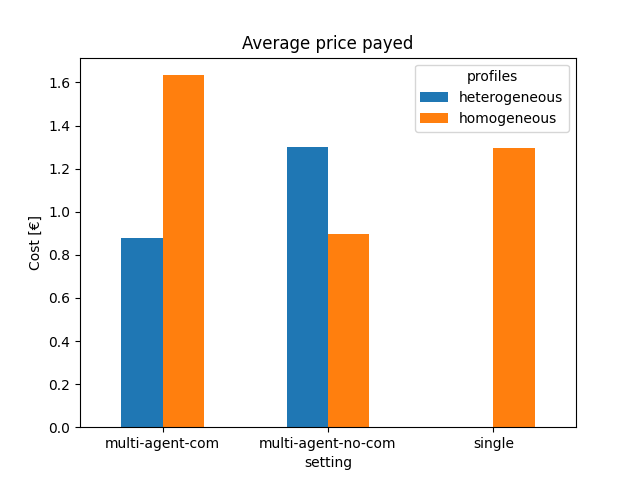 Average price payed
profiles
heterogeneous
homogeneous
Cost [€]
1.6
1.4
1.2
1.0
0.8
0.6
0.4
0.2
0.0
multi-agent-com
multi-agent-no-com
single
setting